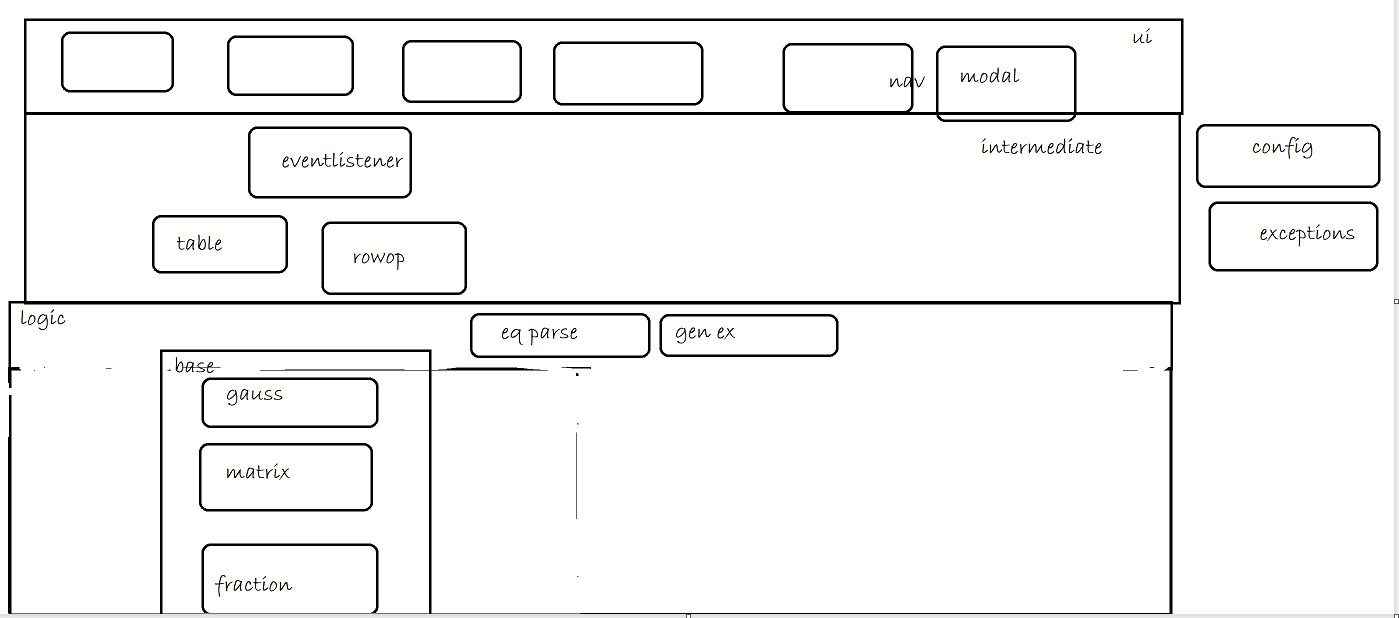 ui
nav
modal
eventlistener
intermediate
config
table
rowop
exceptions
logic
eq parse
gen ex
base
gauss
matrix
fraction